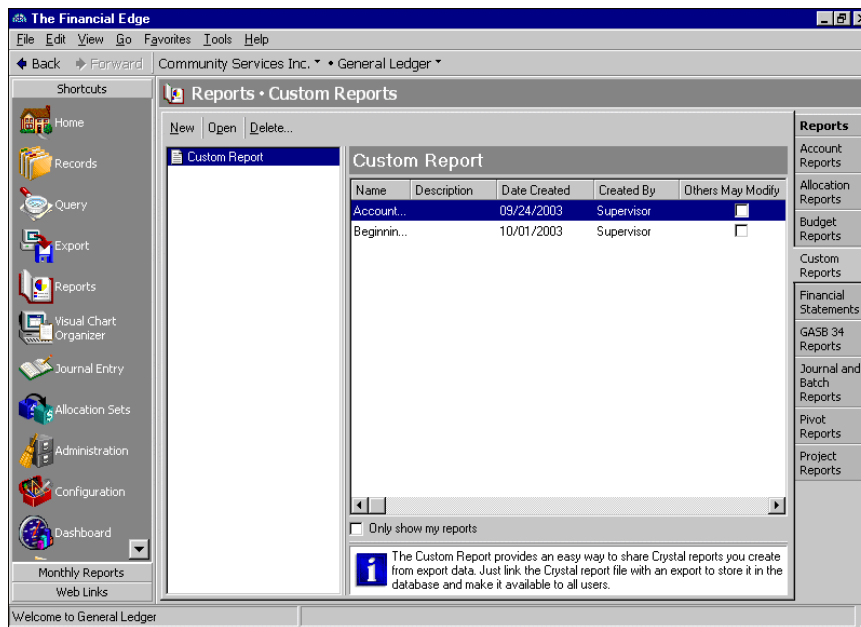 The Financial Edge
File Edit View Go Favorites Tools Help
Back Forward Community Services Inc. • General Ledger
Shortcuts
Home
Records
Query
Export
Reports
Visual Chart
Organizer
Journal Entry
Allocation Sets
Administration
Configuration
Dashboard
Monthly Reports
Web Links
Reports • Custom Reports
New Open Delete...
Custom Report
Custom Report
Name Description Date Created Created By Others May Modify
Account... 09/24/2003 Supervisor
Beginnin... 10/01/2003 Supervisor
Only show my reports
The Custom Report provides an easy way to share Crystal reports you create
from export data. Just link the Crystal report file with an export to store it in the
database and make it available to all users.
Reports
Account
Reports
Allocation
Reports
Budget
Reports
Custom
Reports
Financial
Statements
GASB 34
Reports
Journal and
Batch
Reports
Pivot
Reports
Project
Reports
Welcome to General Ledger